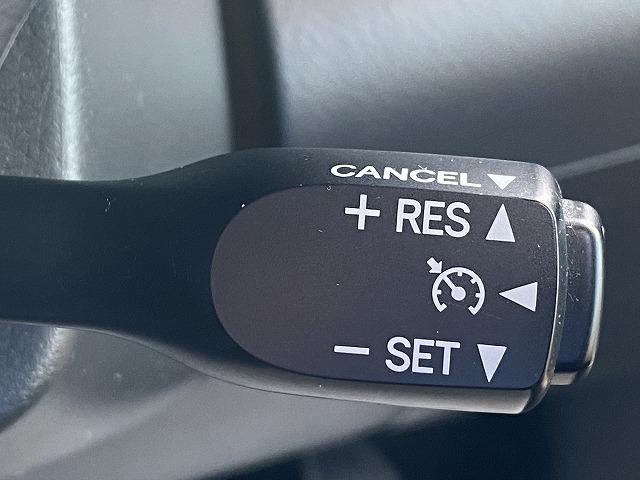 CANCEL ▼
+ RES ▲
◀
− SET ▼